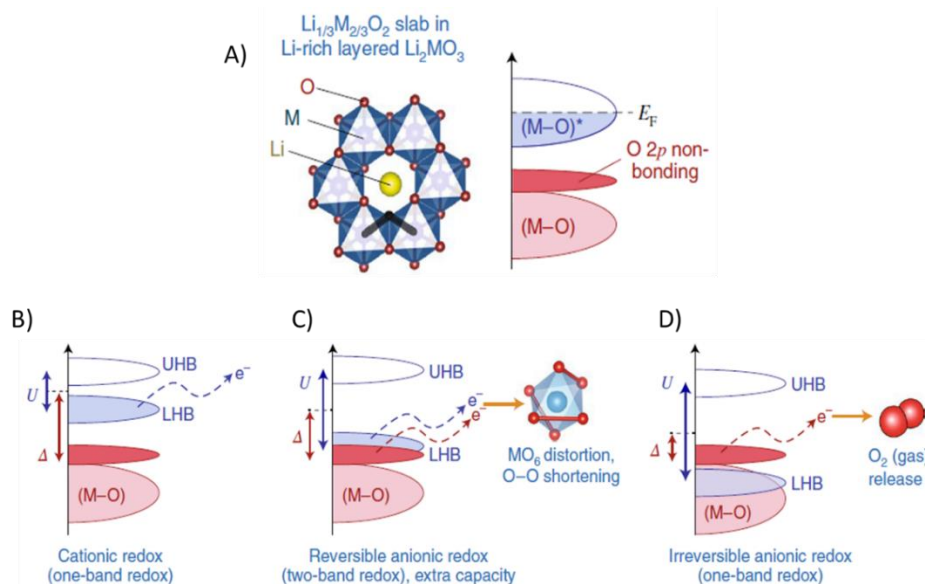 A)
Li1/3M2/3O2 slab in
Li-rich layered Li2MO3
O
M
Li
EF
(M–O)*
O 2p non-
bonding
(M–O)
B)
UHB
U
e–
LHB
Δ
(M–O)
Cationic redox
(one-band redox)
C)
UHB
U
e–
e–
Δ
LHB
(M–O)
MO6 distortion,
O–O shortening
Reversible anionic redox
(two-band redox), extra capacity
D)
UHB
U
e–
Δ
LHB
(M–O)
O2 (gas)
release
Irreversible anionic redox
(one-band redox)